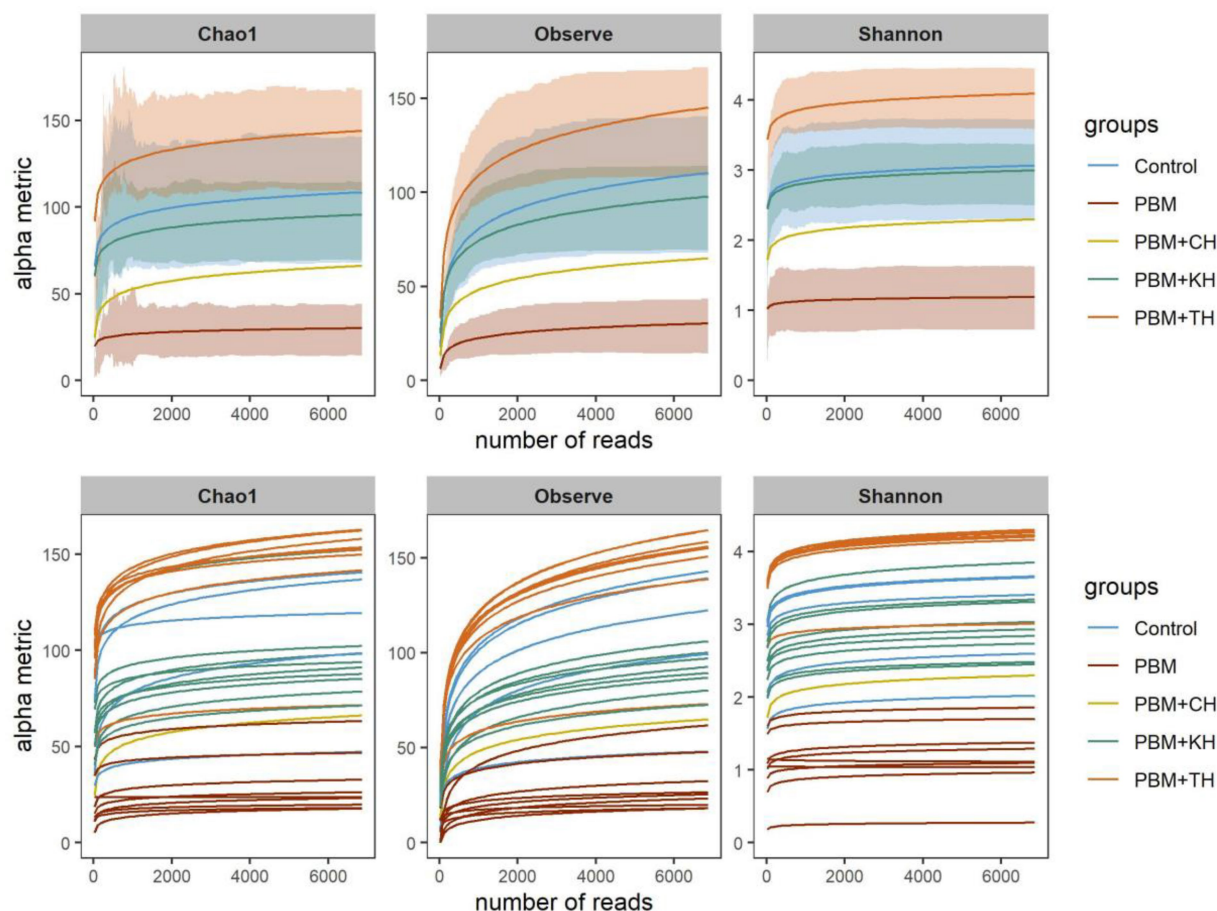 Chao1 Observe Shannon
alpha metric
150
100
50
0
150
100
50
0
4
3
2
1
0
0 2000 4000 6000 0 2000 4000 6000 0 2000 4000 6000
number of reads
groups
Control
PBM
PBM+CH
PBM+KH
PBM+TH
Chao1 Observe Shannon
alpha metric
150
100
50
0
150
100
50
0
4
3
2
1
0
0 2000 4000 6000 0 2000 4000 6000 0 2000 4000 6000
number of reads
groups
Control
PBM
PBM+CH
PBM+KH
PBM+TH